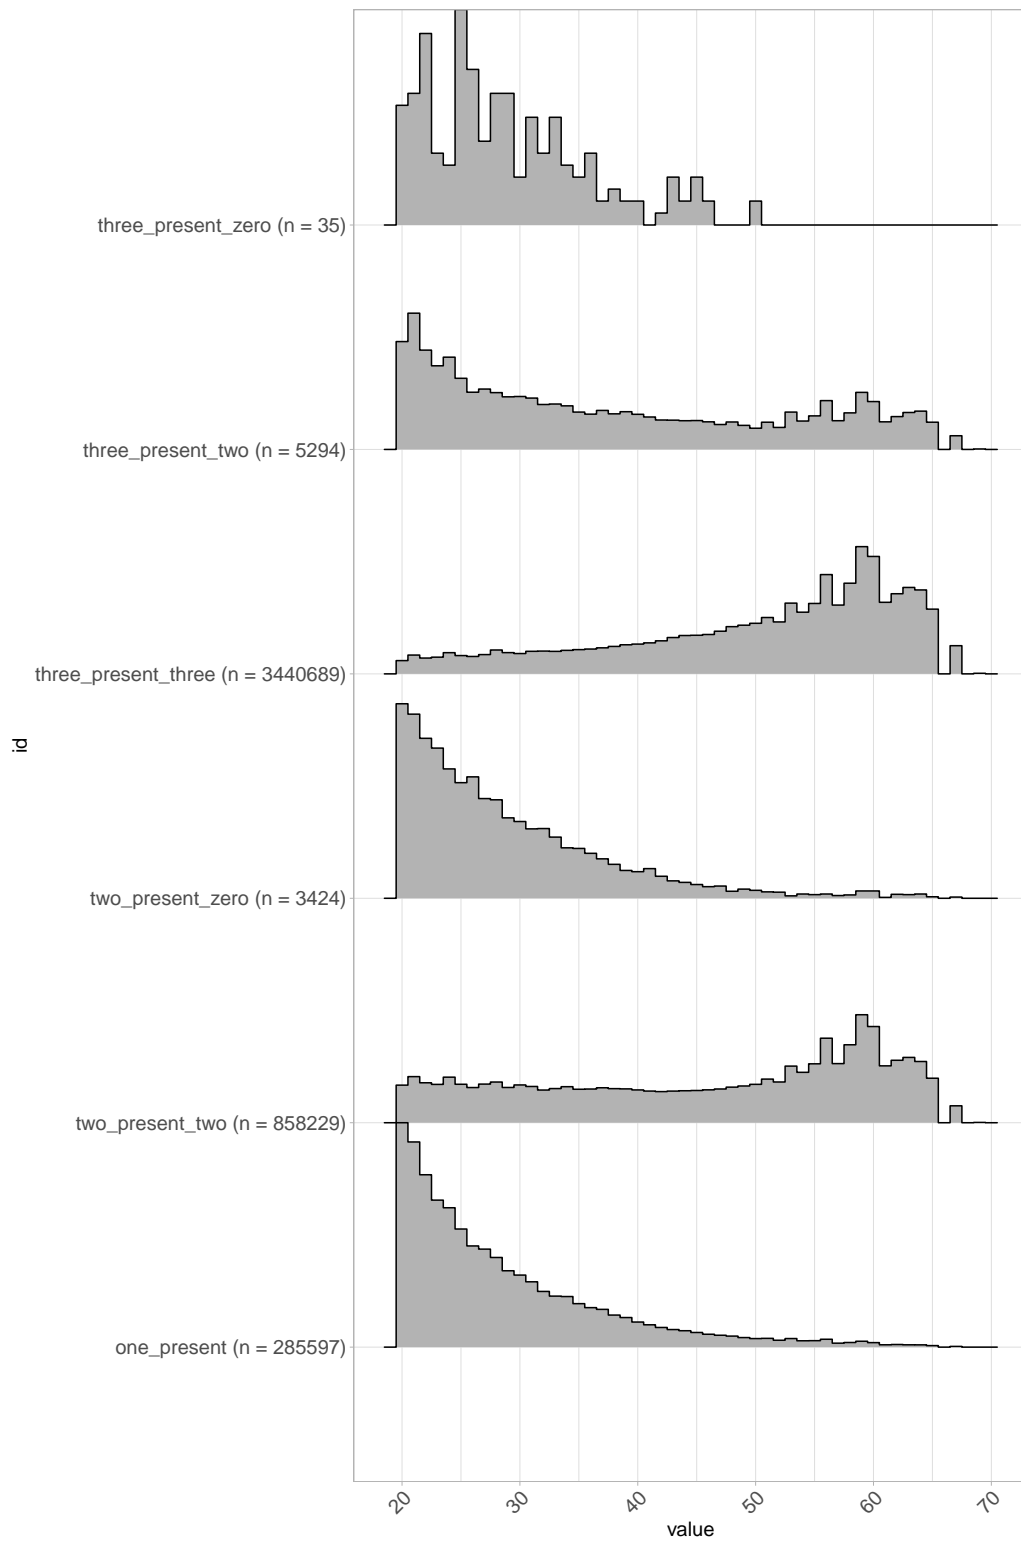 three_present_zero (n = 35)
three_present_two (n = 5294)
three_present_three (n = 3440689)
id
two_present_zero (n = 3424)
two_present_two (n = 858229)
one_present (n = 285597)
20 30 40 50 60 70
value